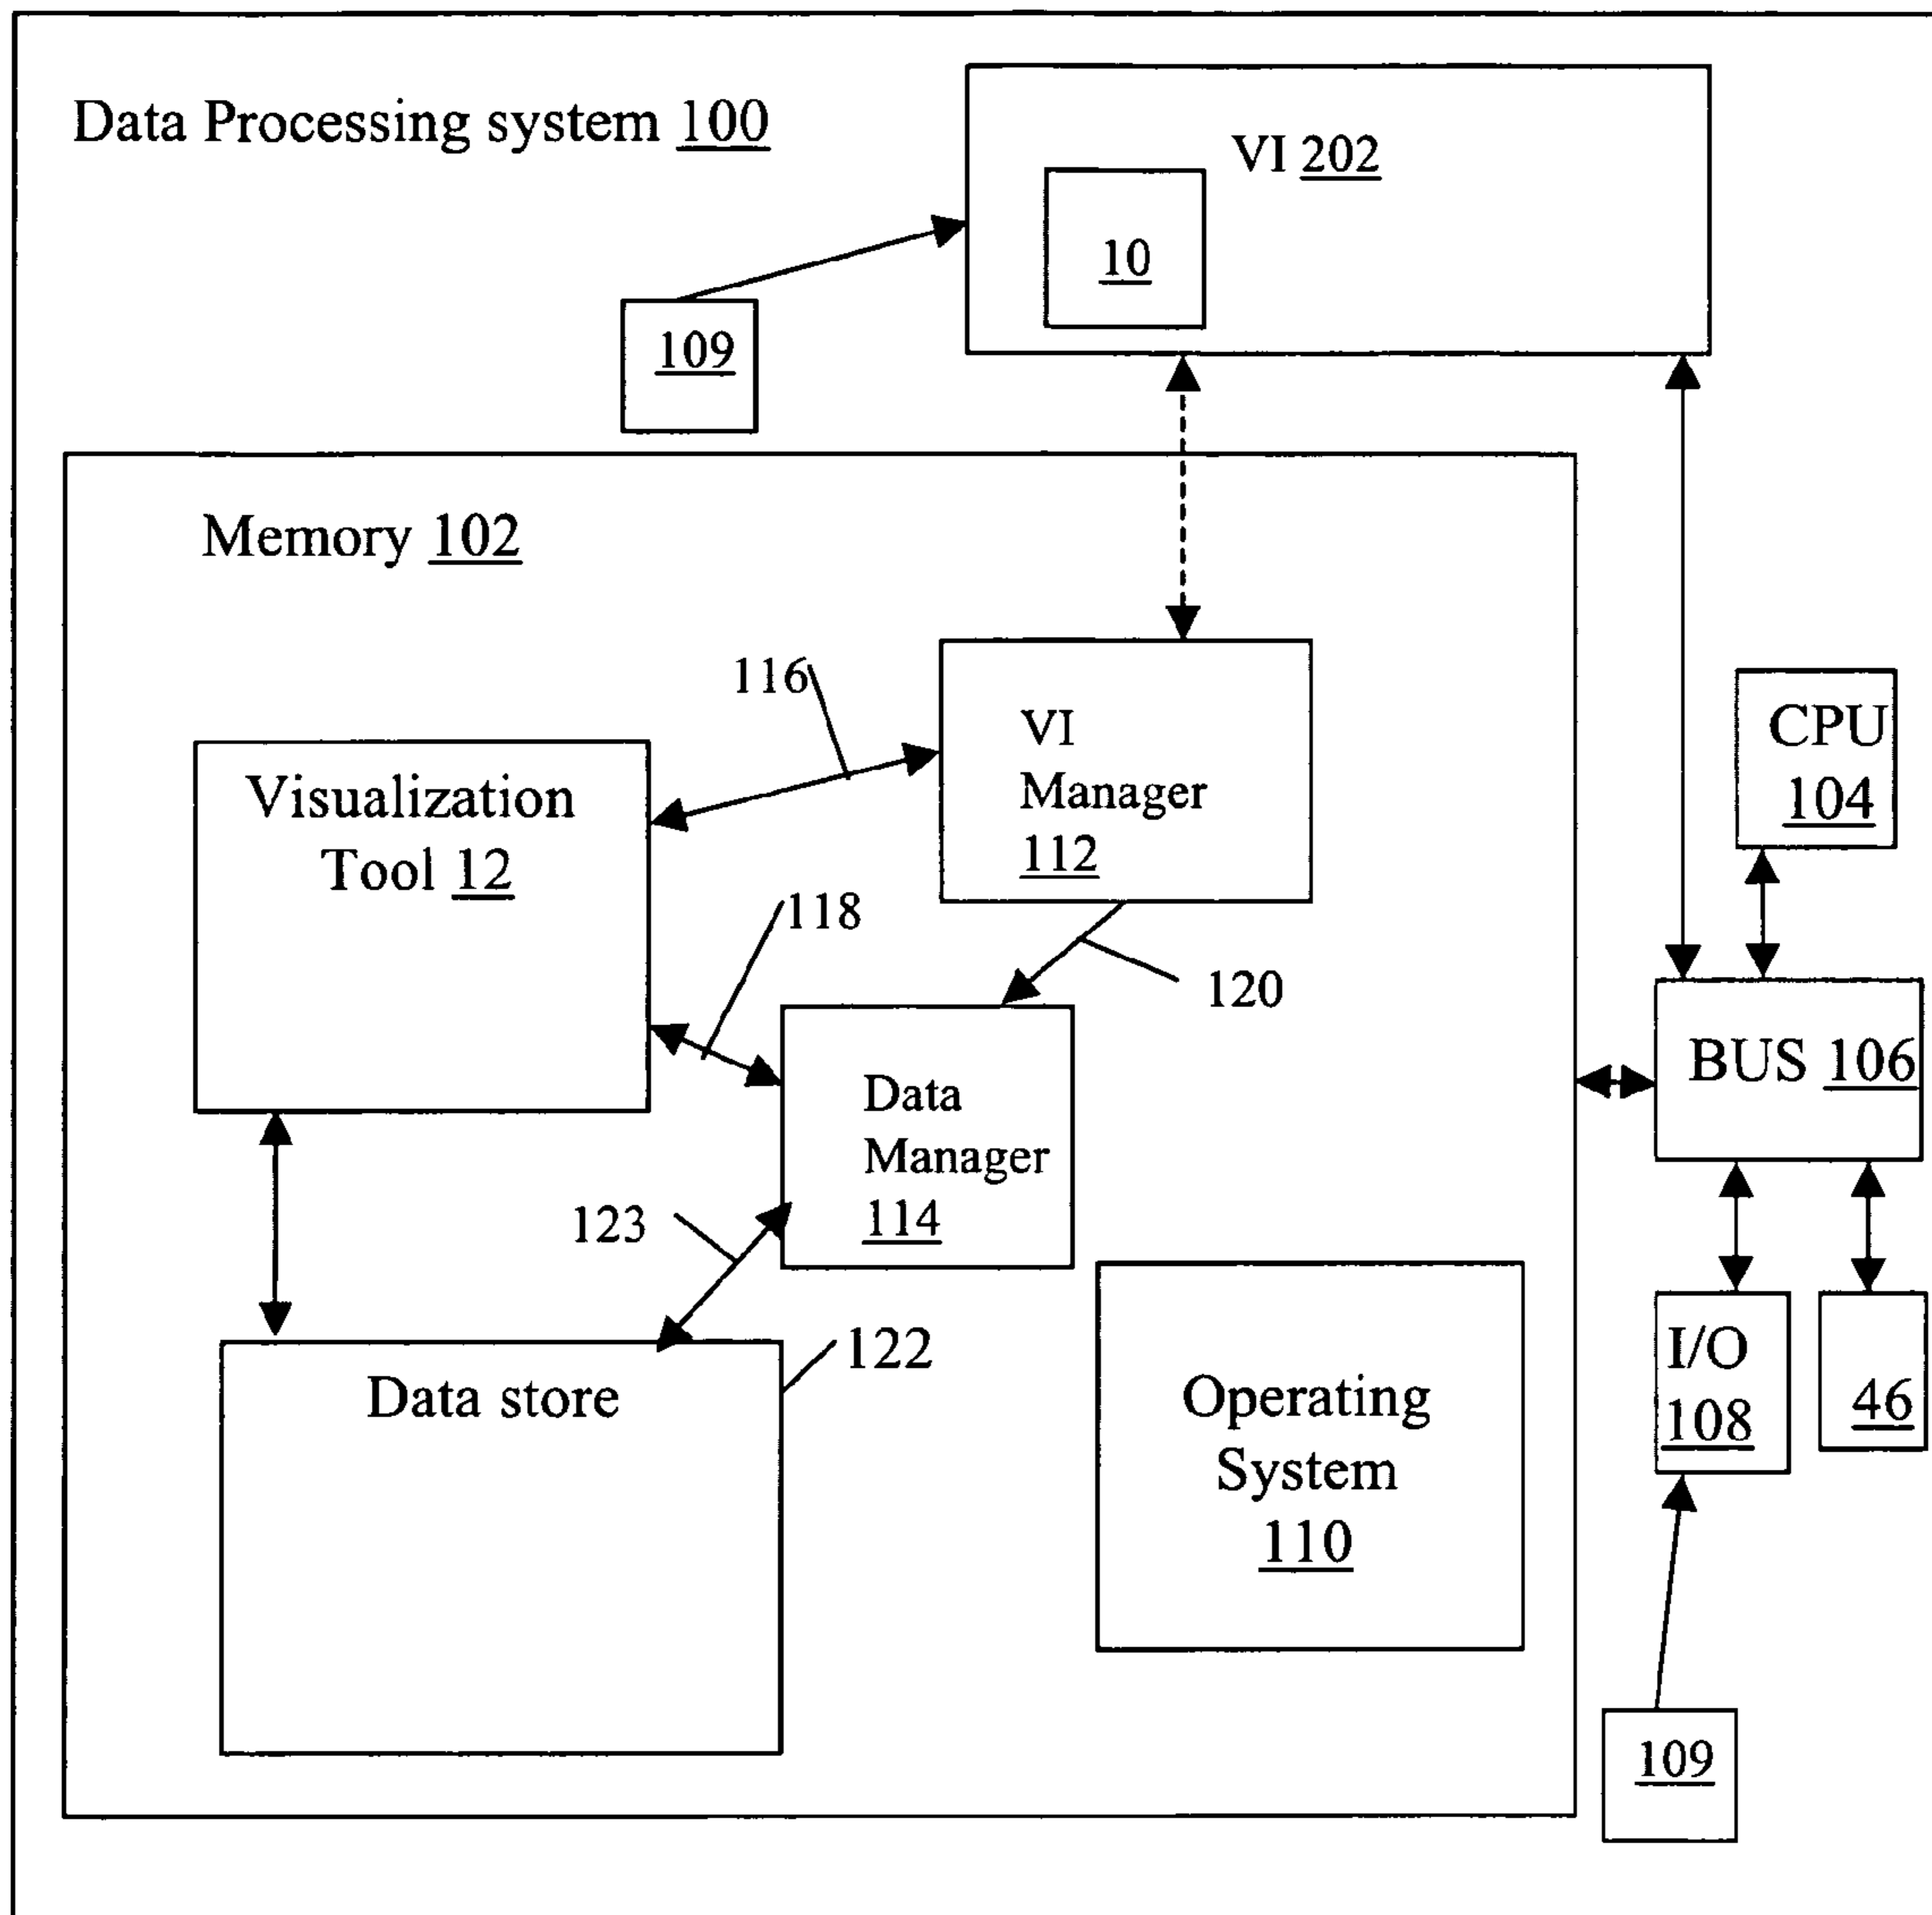 Data Processing system 100
VI 202
10
109
Memory 102
116
VI
Manager
112
CPU
104
Visualization
Tool 12
118
120
BUS 106
Data
Manager
114
123
122
I/O
108
46
Data store
Operating
System
110
109